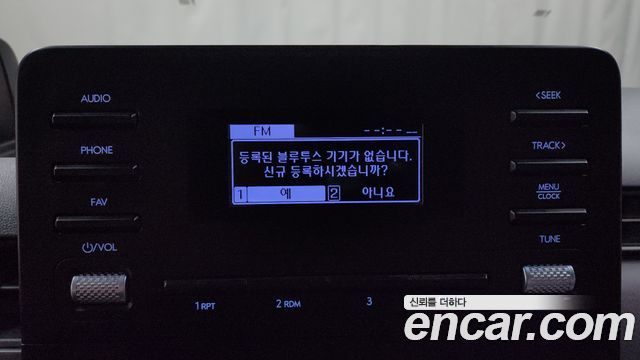 AUDIO
PHONE
FAV
⏻/VOL
FM
--:-- __
등록된 블루투스 기기가 없습니다.
신규 등록하시겠습니까?
1 예 2 아니요
<SEEK
TRACK>
MENU
CLOCK
TUNE
1 RPT
2 RDM
3
신뢰를 더하다
encar.com